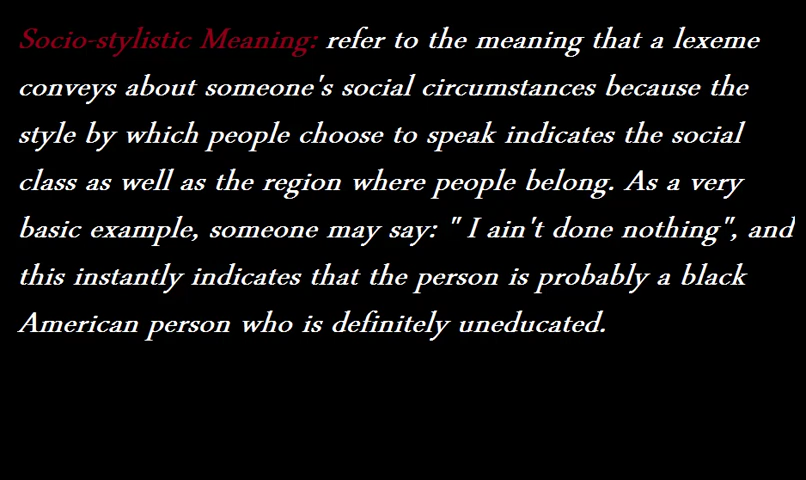 Socio-stylistic Meaning: refer to the meaning that a lexeme
conveys about someone's social circumstances because the
style by which people choose to speak indicates the social
class as well as the region where people belong. As a very
basic example, someone may say: " I ain't done nothing", and
this instantly indicates that the person is probably a black
American person who is definitely uneducated.